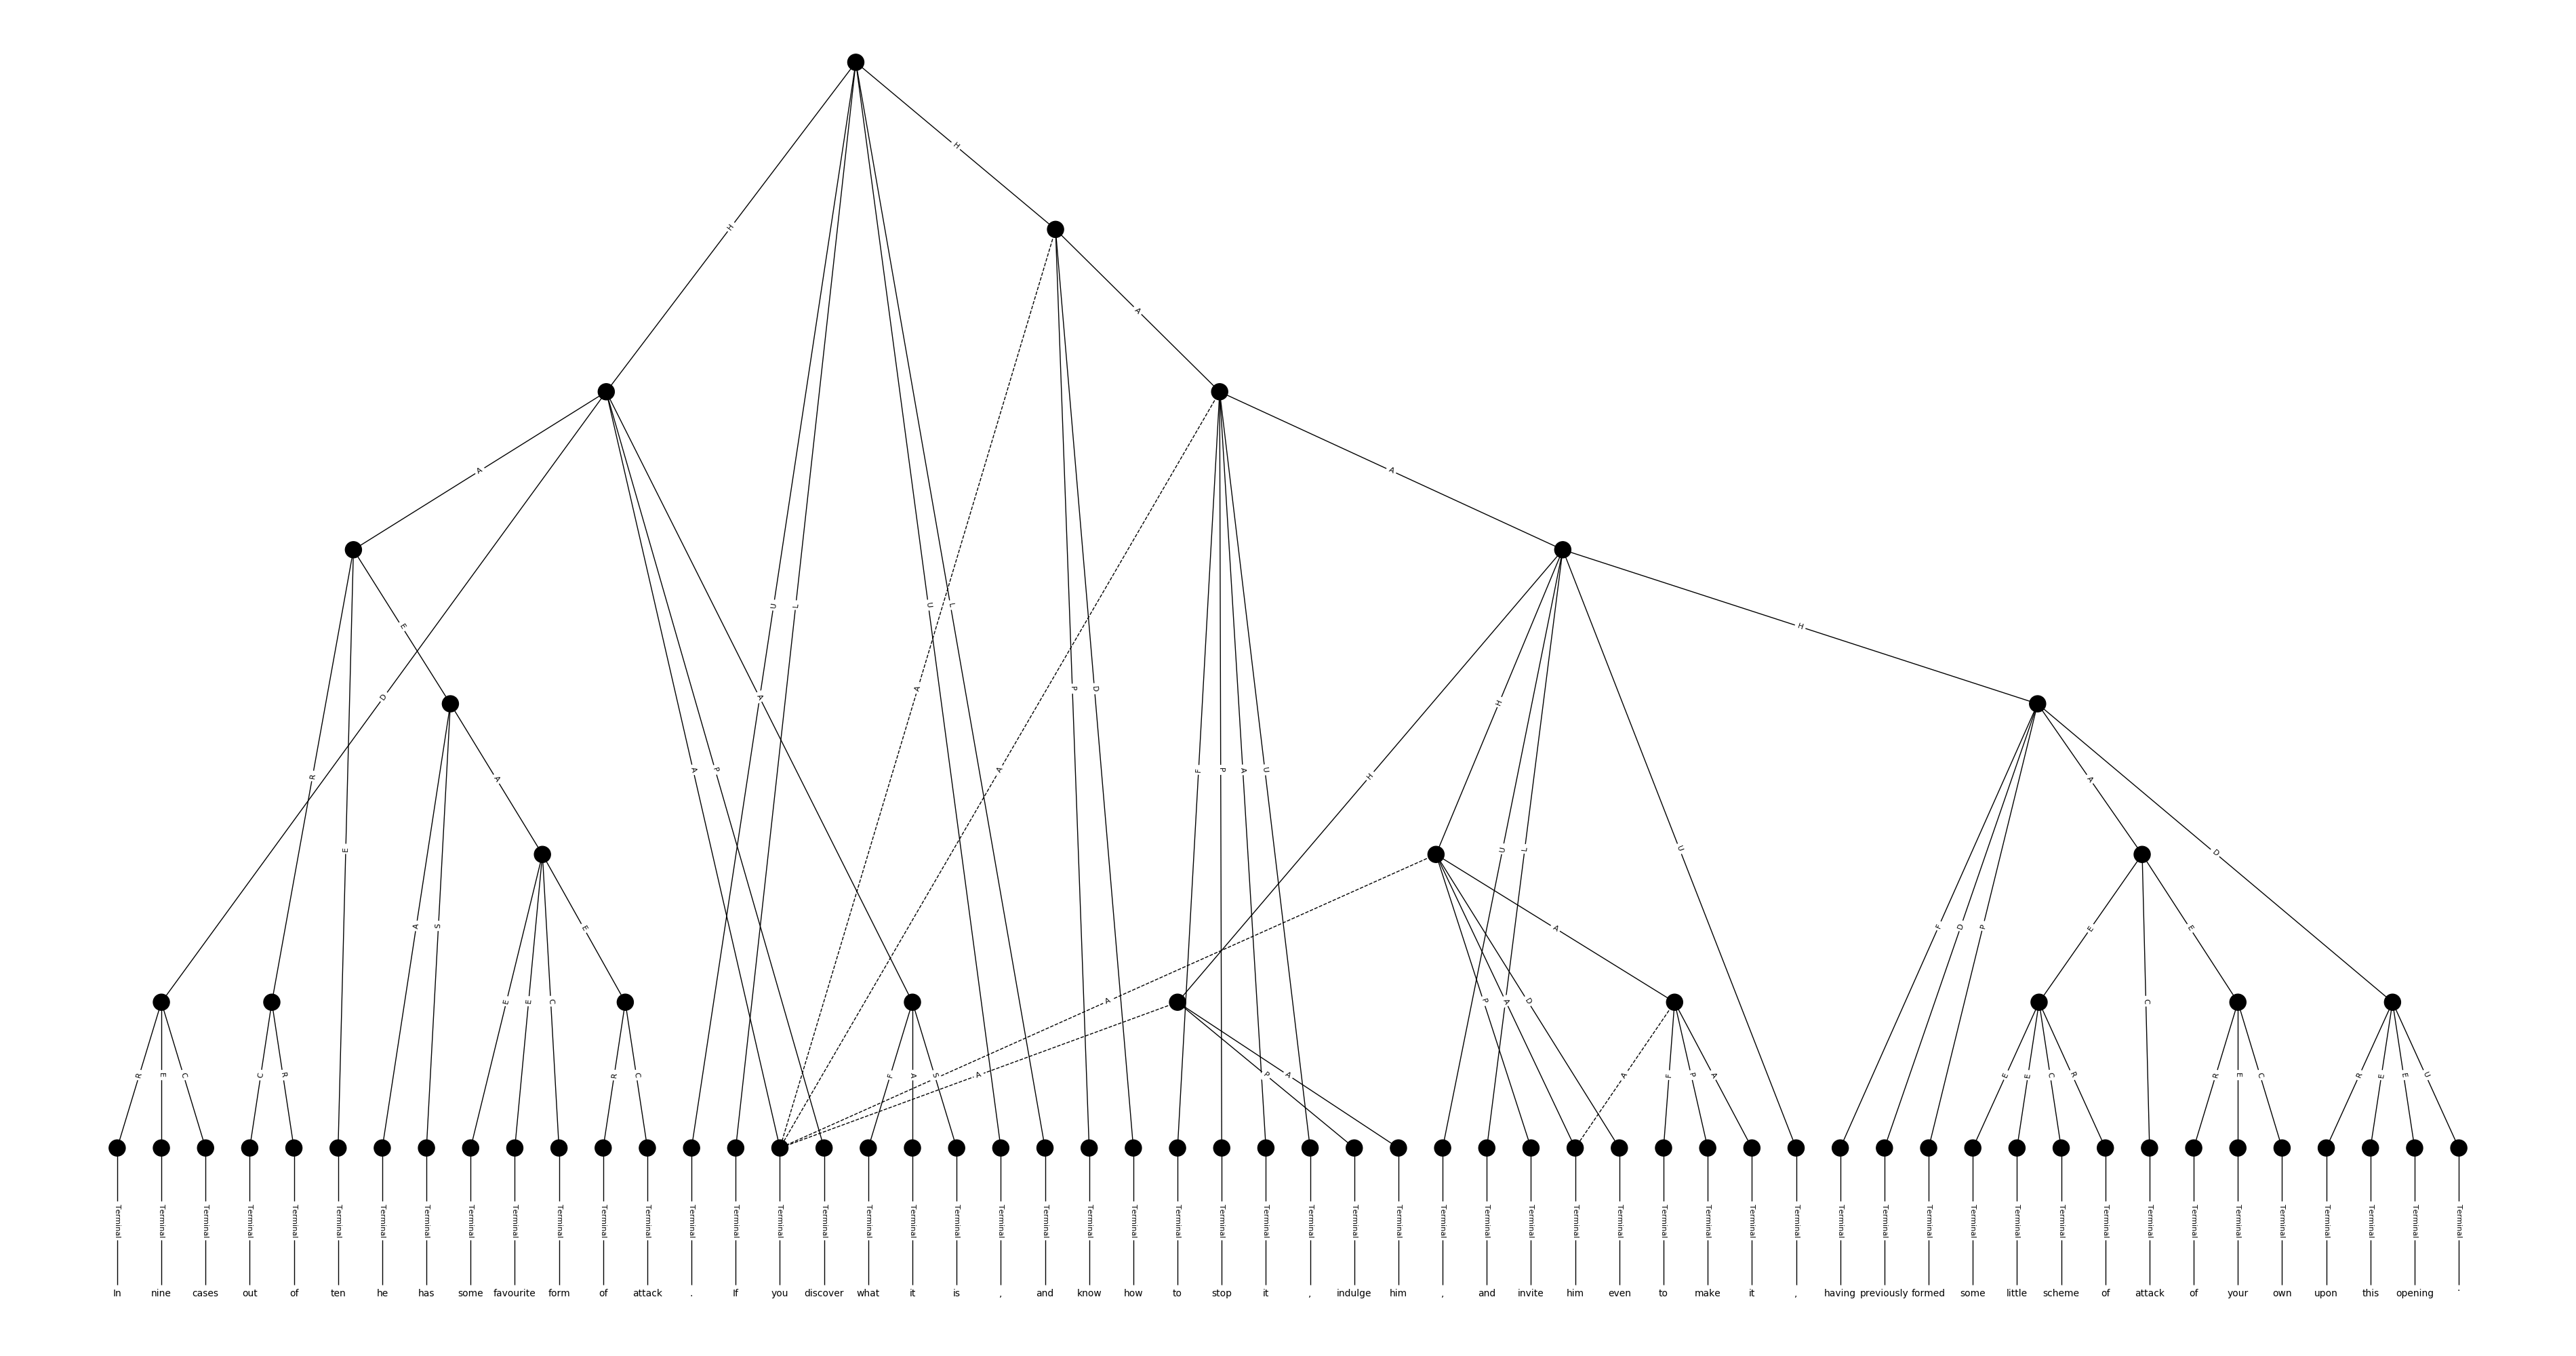 H
H
A
A
A
E
D
H
H
U
L
U
L
A
P
D
A
R
A
A
P
A
F
P
A
U
H
A
D
E
U
L
U
A
S
E
F
D
P
E
E
A
R
E
C
E
E
C
A
P
A
D
C
D
R
E
C
C
R
R
C
F
A
S
A
P
A
A
F
P
A
E
E
C
R
R
E
C
R
E
E
U
Terminal Terminal Terminal Terminal Terminal Terminal Terminal Terminal Terminal Terminal Terminal Terminal Terminal Terminal Terminal Terminal Terminal Terminal Terminal Terminal Terminal Terminal Terminal Terminal Terminal Terminal Terminal Terminal Terminal Terminal Terminal Terminal Terminal Terminal Terminal Terminal Terminal Terminal Terminal Terminal Terminal Terminal Terminal Terminal Terminal Terminal Terminal Terminal Terminal Terminal Terminal Terminal Terminal Terminal
In nine cases out of ten he has some favourite form of attack . If you discover what it is , and know how to stop it , indulge him , and invite him even to make it , having previously formed some little scheme of attack of your own upon this opening .